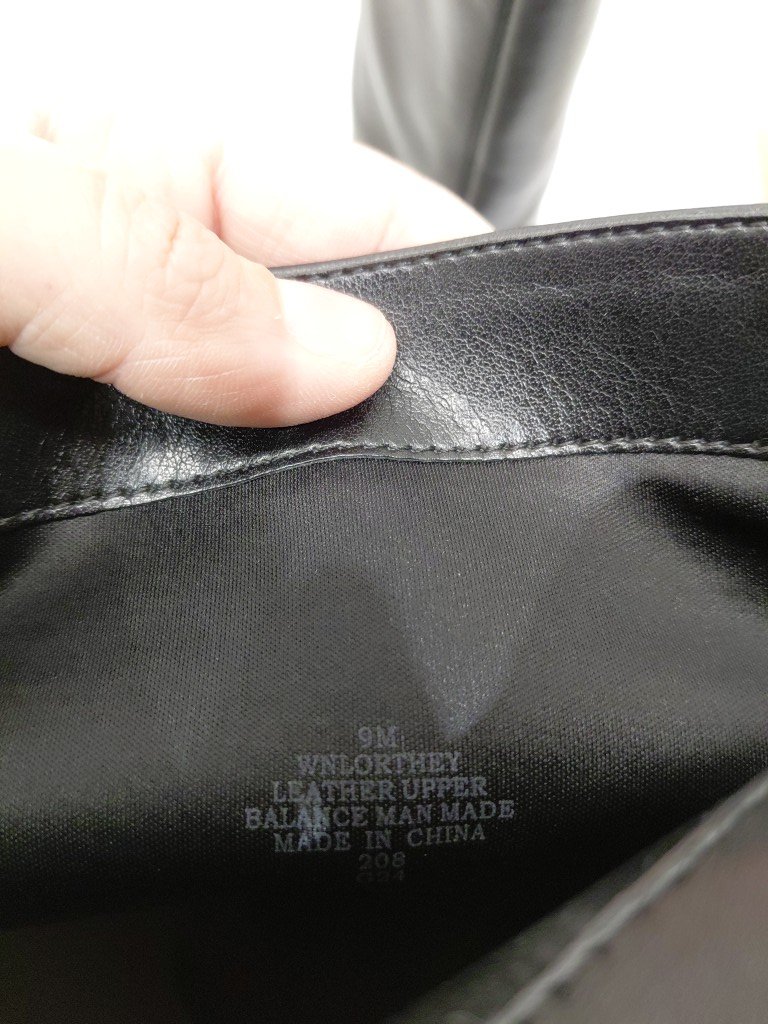 9M
WNLORTHEY
LEATHER UPPER
BALANCE MAN MADE
MADE IN CHINA
208